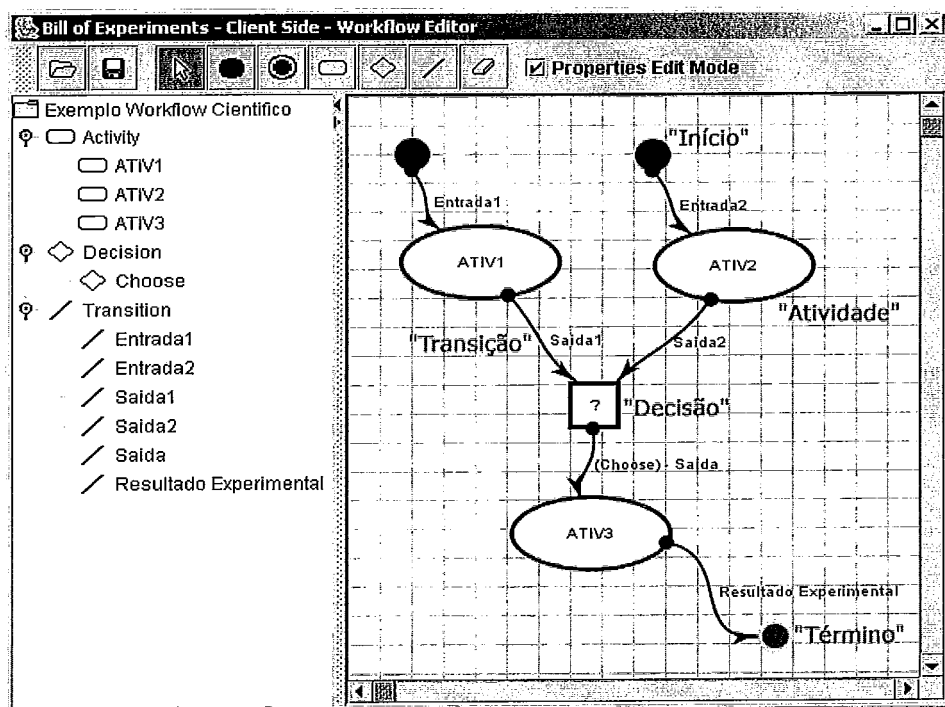 Bill of Experiments - Client Side - Workflow Editor
Properties Edit Mode
Exemplo Workflow Cientifico
Activity
ATIV1
ATIV2
ATIV3
Decision
Choose
Transition
Entrada1
Entrada2
Saida1
Saida2
Saida
Resultado Experimental
"Início"
Entrada1
Entrada2
ATIV1
ATIV2
"Atividade"
"Transição"
Saida1
Saida2
?
"Decisão"
(Choose) - Saida
ATIV3
Resultado Experimental
"Término"